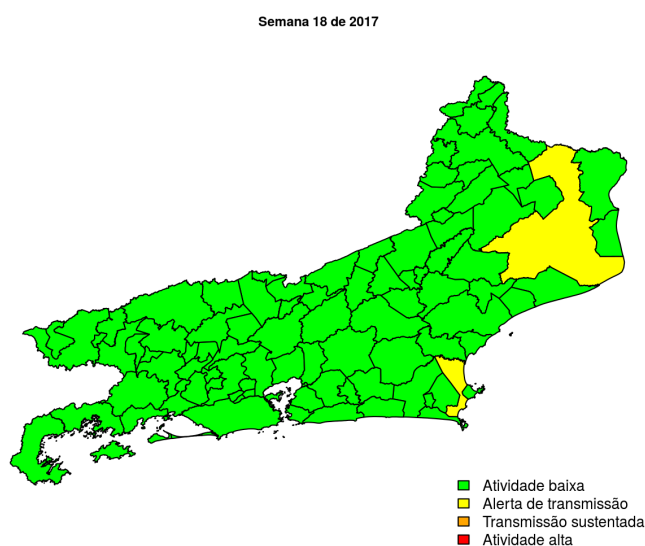 Semana 18 de 2017
Atividade baixa
Alerta de transmissão
Transmissão sustentada
Atividade alta